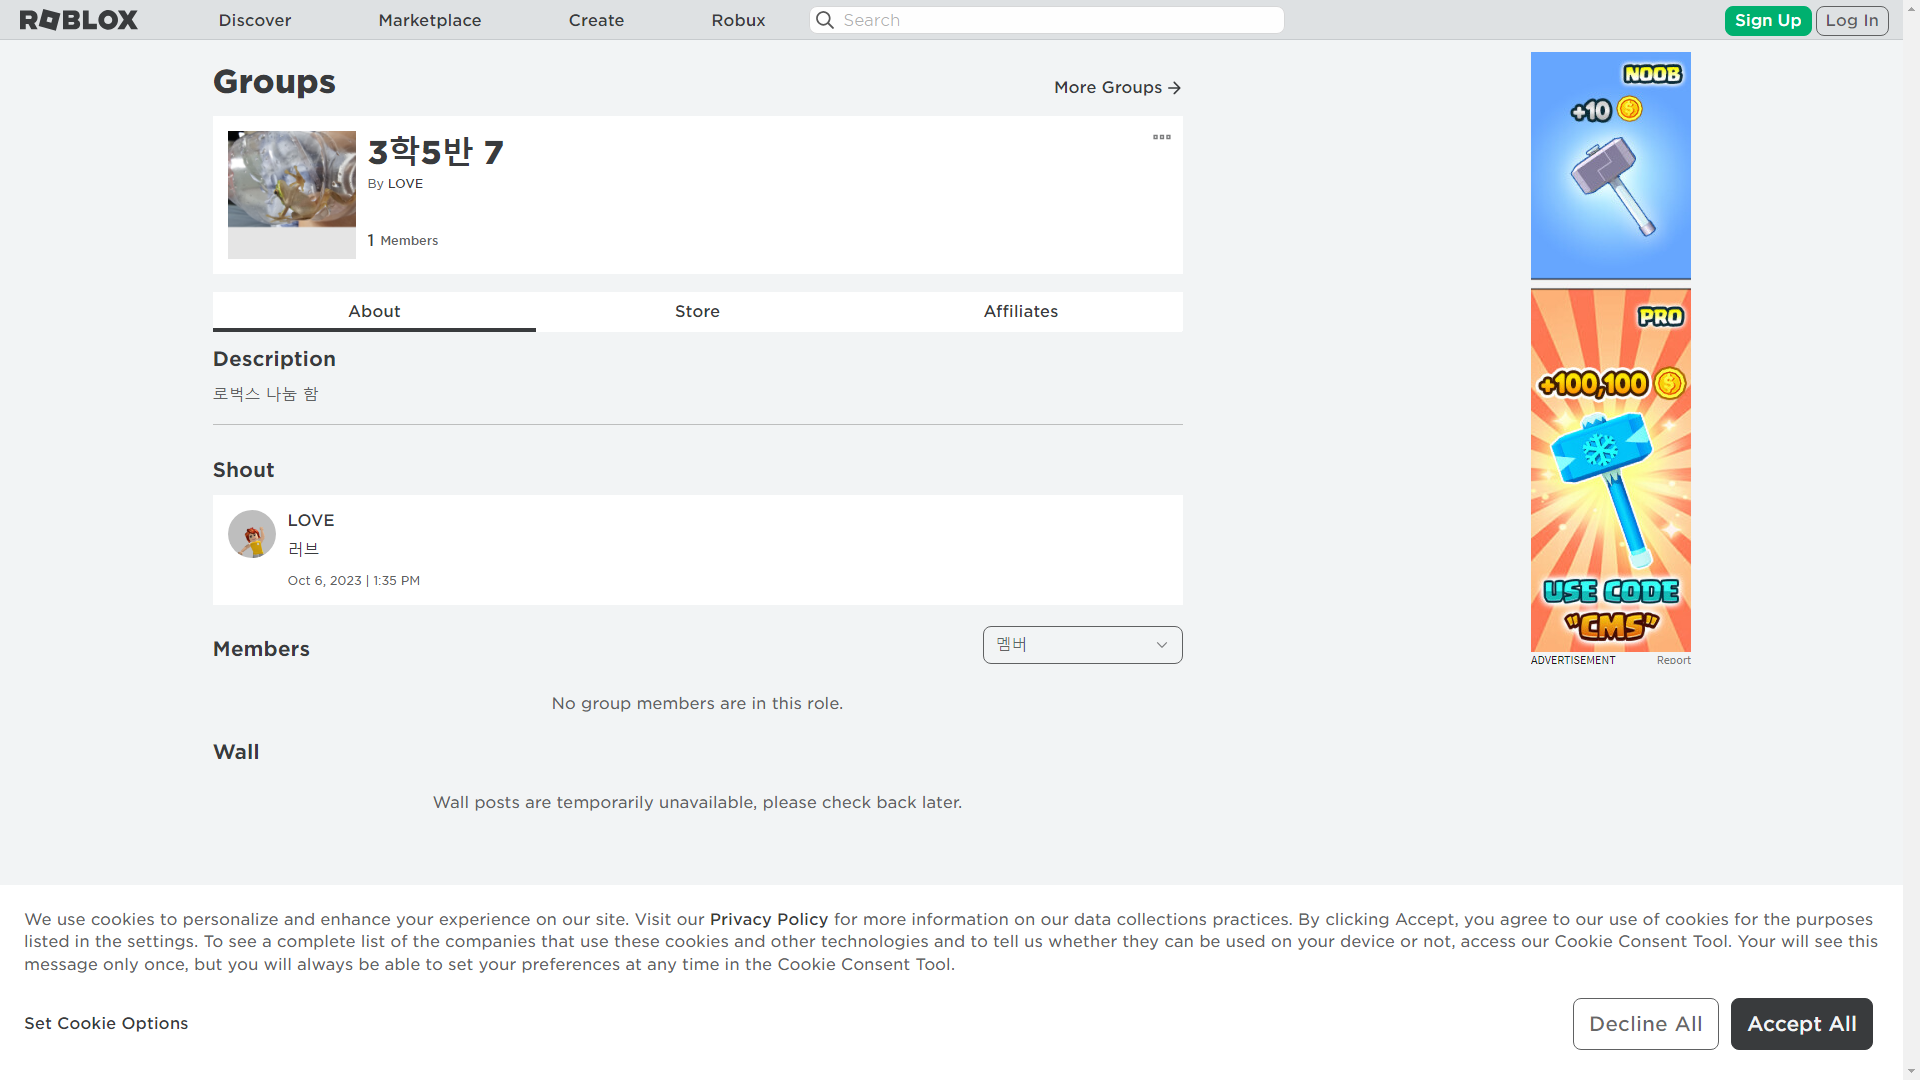 ROBLOX
Discover
Marketplace
Create
Robux
Search
Sign Up
Log In
Groups
More Groups
3학5반 7
By LOVE
1 Members
About
Store
Affiliates
Description
로벅스 나눔 함
Shout
LOVE
러브
Oct 6, 2023 | 1:35 PM
Members
멤버
No group members are in this role.
Wall
Wall posts are temporarily unavailable, please check back later.
NOOB
+10
PRO
+100,100
USE CODE
"CMS"
ADVERTISEMENT
Report
We use cookies to personalize and enhance your experience on our site. Visit our Privacy Policy for more information on our data collections practices. By clicking Accept, you agree to our use of cookies for the purposes
listed in the settings. To see a complete list of the companies that use these cookies and other technologies and to tell us whether they can be used on your device or not, access our Cookie Consent Tool. Your will see this
message only once, but you will always be able to set your preferences at any time in the Cookie Consent Tool.
Set Cookie Options
Decline All
Accept All